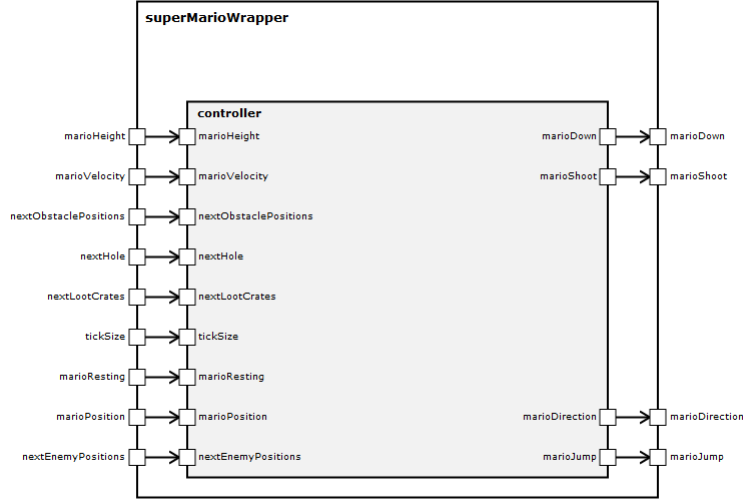 superMarioWrapper
controller
marioHeight marioHeight marioDown marioDown
marioVelocity marioVelocity marioShoot marioShoot
nextObstaclePositions nextObstaclePositions
nextHole nextHole
nextLootCrates nextLootCrates
tickSize tickSize
marioResting marioResting
marioPosition marioPosition marioDirection marioDirection
nextEnemyPositions nextEnemyPositions marioJump marioJump